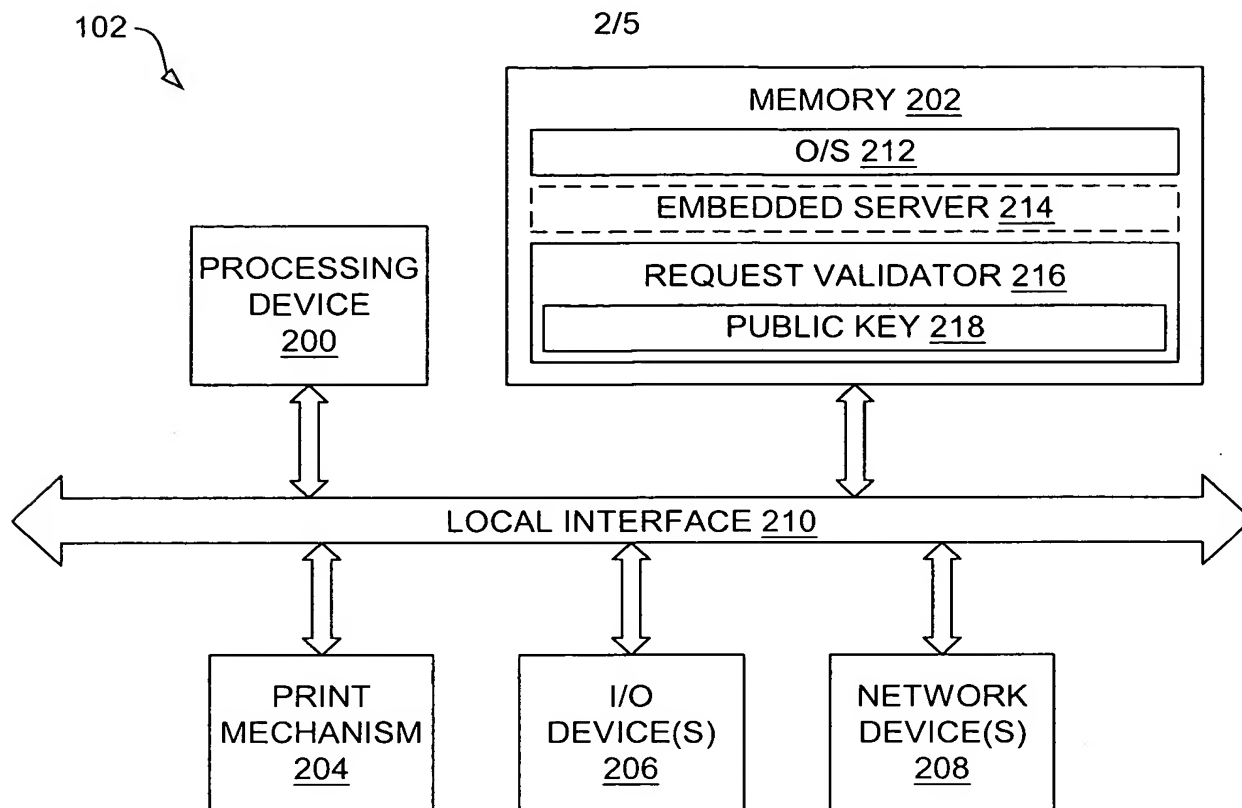 102
2/5
MEMORY 202
O/S 212
EMBEDDED SERVER 214
REQUEST VALIDATOR 216
PUBLIC KEY 218
PROCESSING
DEVICE
200
LOCAL INTERFACE 210
PRINT
MECHANISM
204
I/O
DEVICE(S)
206
NETWORK
DEVICE(S)
208